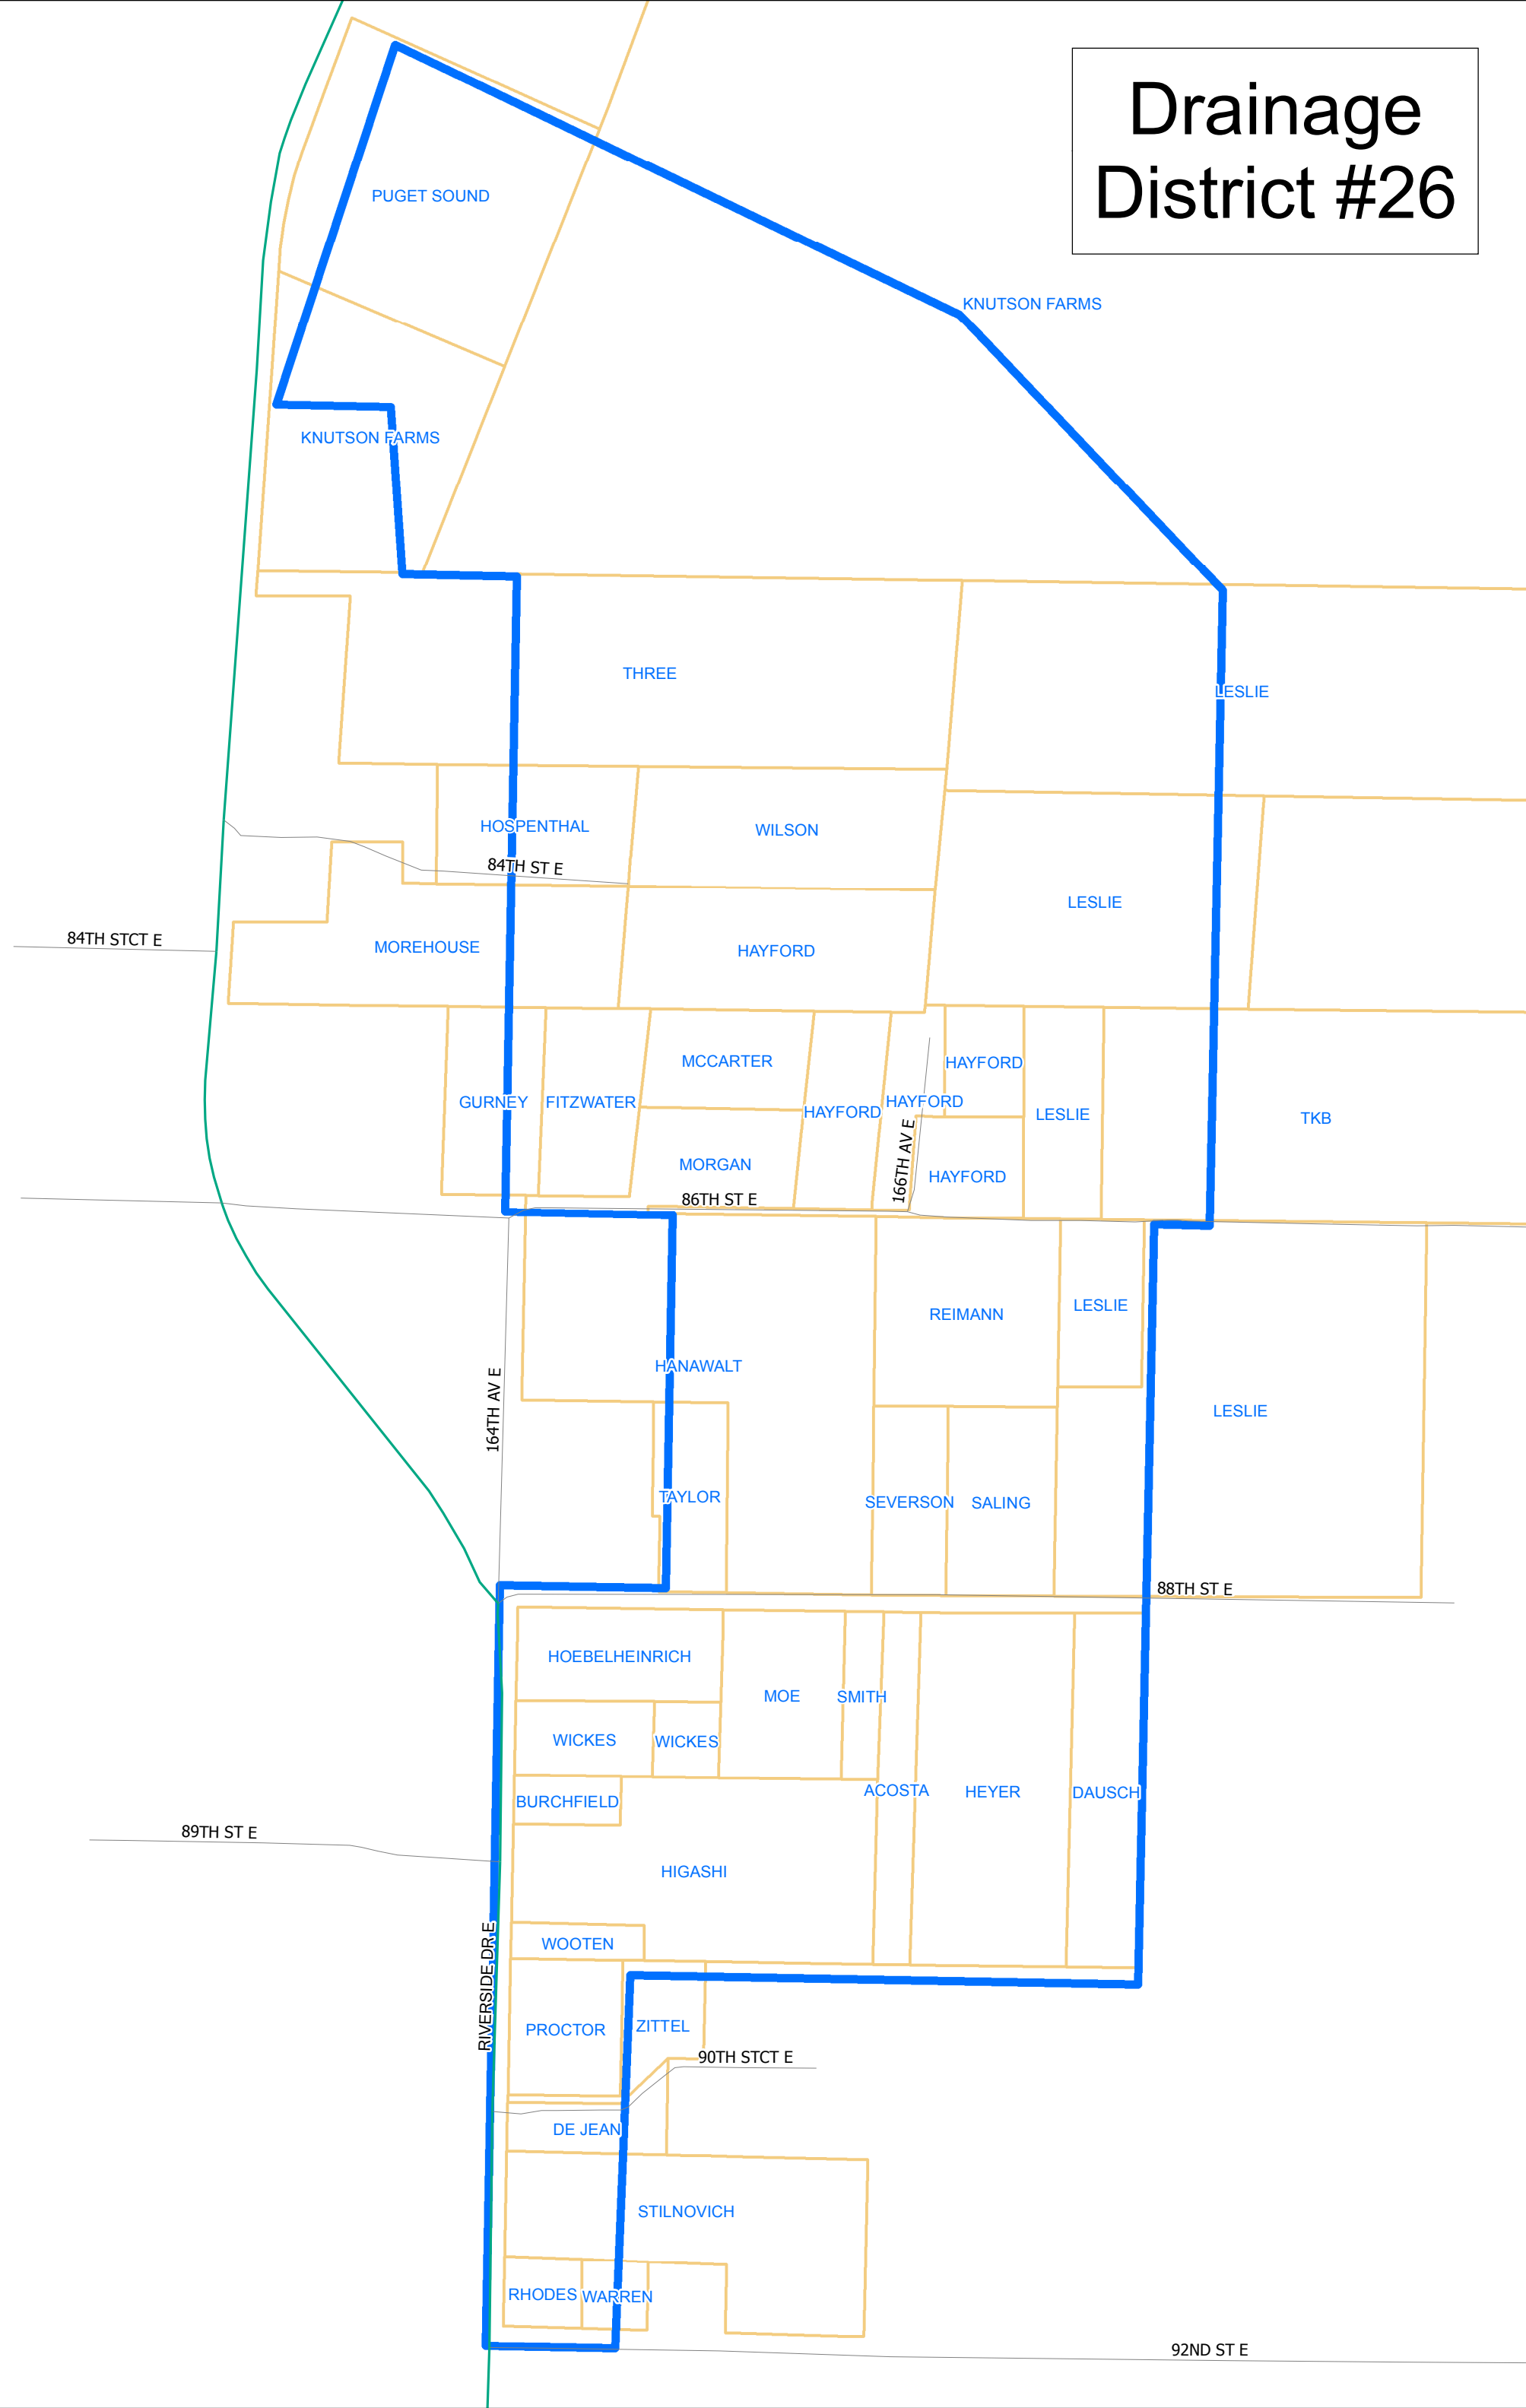 Drainage
District #26
PUGET SOUND
KNUTSON FARMS
KNUTSON FARMS
THREE
LESLIE
HOSPENTHAL
WILSON
84TH ST E
LESLIE
84TH STCT E
MOREHOUSE
HAYFORD
MCCARTER
HAYFORD
GURNEY
FITZWATER
HAYFORD
HAYFORD
LESLIE
TKB
MORGAN
166TH AV E
HAYFORD
86TH ST E
LESLIE
REIMANN
HANAWALT
164TH AV E
LESLIE
TAYLOR
SEVERSON
SALING
88TH ST E
HOEBELHEINRICH
MOE
SMITH
WICKES
WICKES
ACOSTA
HEYER
DAUSCH
BURCHFIELD
89TH ST E
HIGASHI
WOOTEN
RIVERSIDE DR E
PROCTOR
ZITTEL
90TH STCT E
DE JEAN
STILNOVICH
RHODES
WARREN
92ND ST E